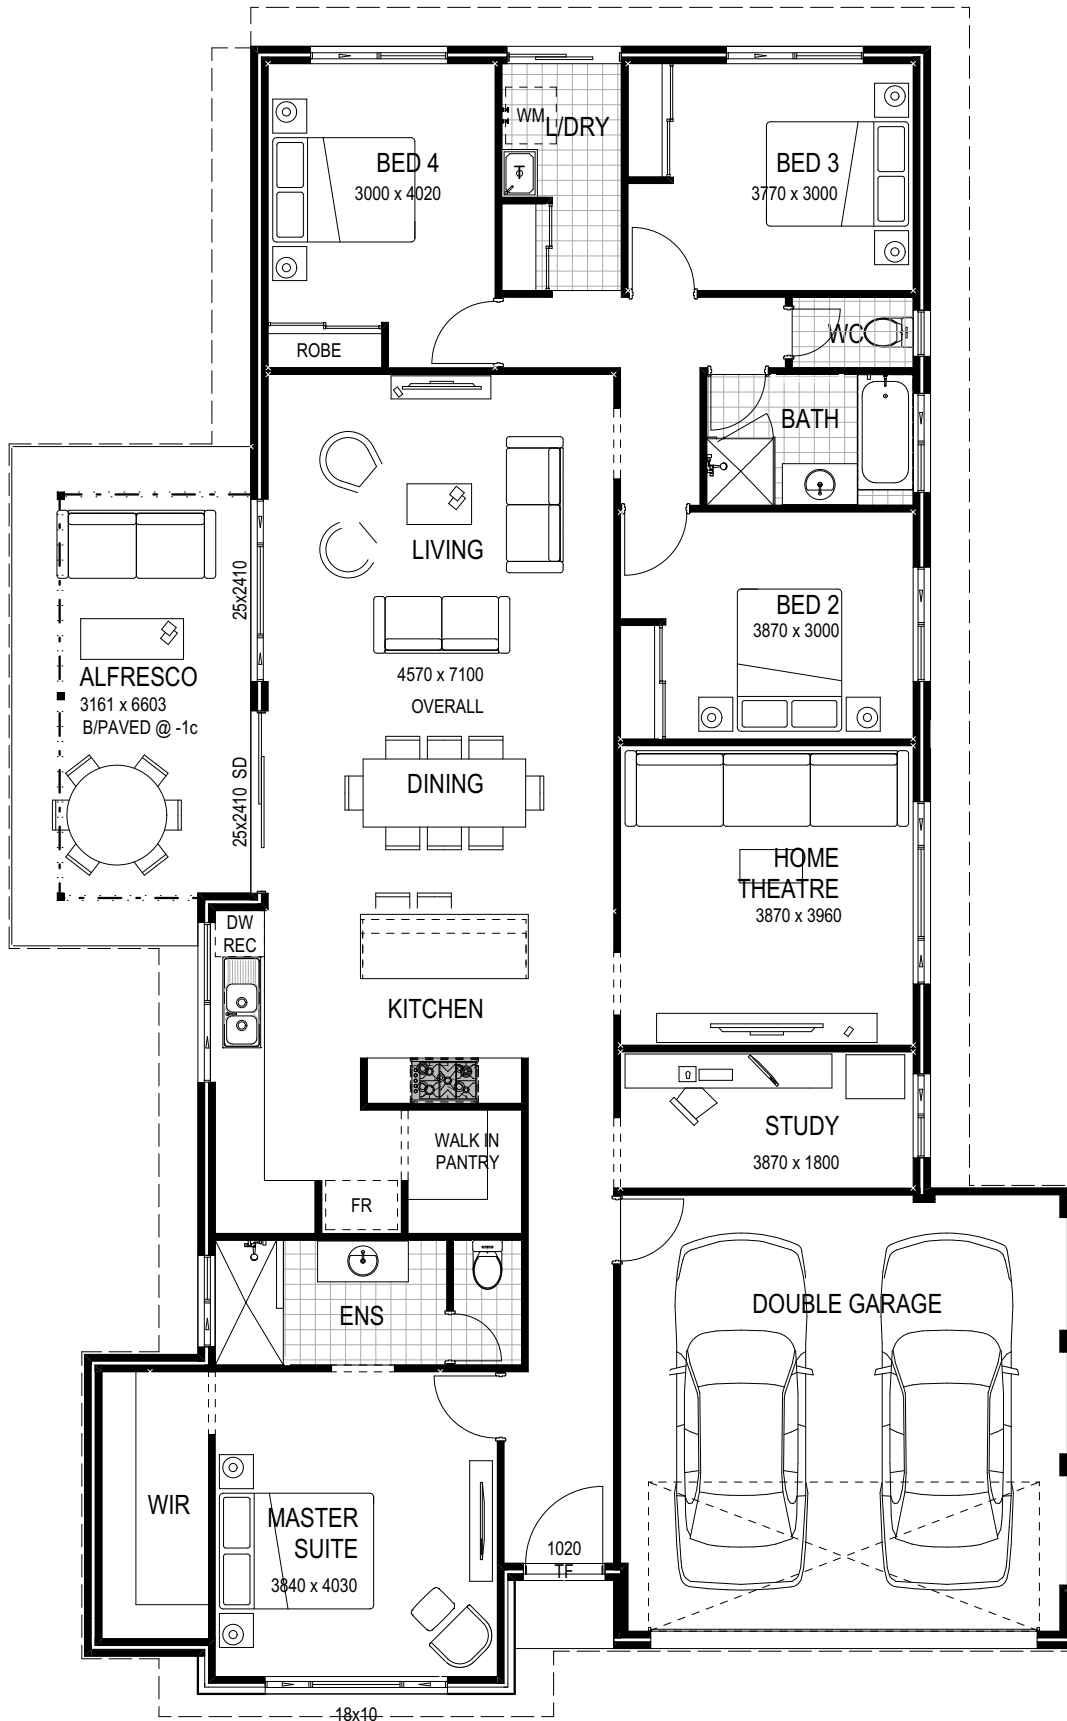 WM
L/DRY
BED 4
3000 x 4020
BED 3
3770 x 3000
WC
ROBE
BATH
LIVING
25x2410
BED 2
3870 x 3000
ALFRESCO
3161 x 6603
B/PAVED @ -1c
4570 x 7100
OVERALL
25x2410 SD
DINING
HOME
THEATRE
3870 x 3960
DW
REC
KITCHEN
STUDY
3870 x 1800
WALK IN
PANTRY
FR
ENS
DOUBLE GARAGE
WIR
MASTER
SUITE
3840 x 4030
1020
TF
18x10